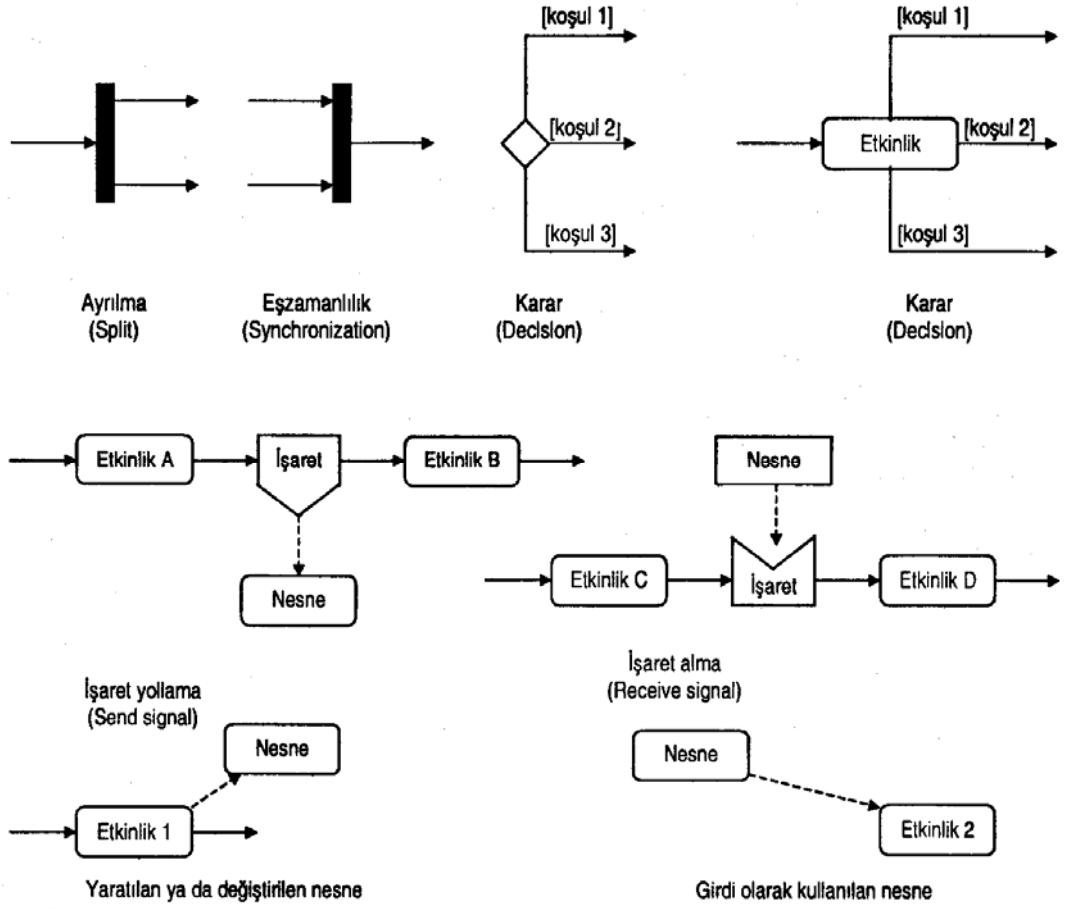 [koşul 1]
[koşul 2]
[koşul 3]
[koşul 1]
Etkinlik
[koşul 2]
[koşul 3]
Ayrılma
(Split)
Eşzamanlılık
(Synchronization)
Karar
(Decision)
Karar
(Decision)
Etkinlik A
İşaret
Etkinlik B
Nesne
Nesne
Etkinlik C
İşaret
Etkinlik D
İşaret yollama
(Send signal)
İşaret alma
(Receive signal)
Nesne
Etkinlik 1
Nesne
Etkinlik 2
Yaratılan ya da değiştirilen nesne
Girdi olarak kullanılan nesne